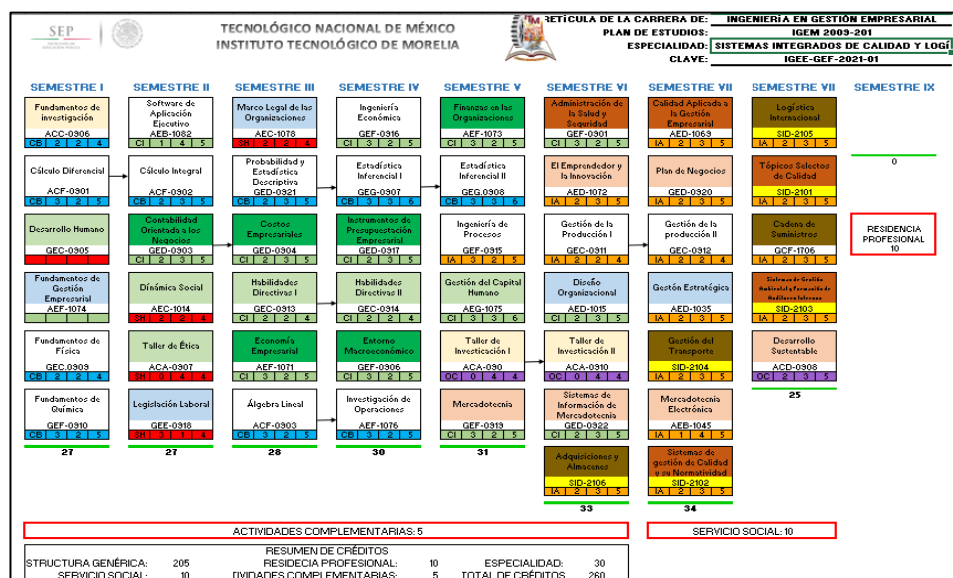 SEP
TECNOLÓGICO NACIONAL DE MÉXICO
INSTITUTO TECNOLÓGICO DE MORELIA
RETÍCULA DE LA CARRERA DE: INGENIERÍA EN GESTIÓN EMPRESARIAL
PLAN DE ESTUDIOS: IGEM 2009-201
ESPECIALIDAD: SISTEMAS INTEGRADOS DE CALIDAD Y LOGÍ
CLAVE: IGEE-GEF-2021-01
SEMESTRE I
Fundamentos de
investigación
ACC-0906
CB 2 2 4
Cálculo Diferencial
ACF-0901
CB 3 2 5
Desarrollo Humano
GEC-0905
Fundamentos de
Gestión
Empresarial
AEF-1074
Fundamentos de
Física
GEC.0909
CB 2 2 4
Fundamentos de
Química
GEF-0910
CB 3 2 5
27
SEMESTRE II
Software de
Aplicación
Ejecutivo
AEB-1082
CI 1 4 5
Cálculo Integral
ACF-0902
CB 3 2 5
Contabilidad
Orientada a los
Negocios
GED-0903
CI 2 3 5
Dinámica Social
AEC-1014
SH 2 2 4
Taller de Ética
ACA-0907
SH 0 4 4
Legislación Laboral
GEE-0918
SH 3 1 4
27
SEMESTRE III
Marco Legal de las
Organizaciones
AEC-1078
SH 2 2 4
Probabilidad y
Estadística
Descriptiva
GED-0921
CB 2 3 5
Costos
Empresariales
GED-0904
CI 2 3 5
Habilidades
Directivas I
GEC-0913
CI 2 2 4
Economía
Empresarial
AEF-1071
CI 3 2 5
Álgebra Lineal
ACF-0903
CB 3 2 5
28
SEMESTRE IV
Ingeniería
Económica
GEF-0916
CI 3 2 5
Estadística
Inferencial I
GEG-0907
CB 3 3 6
Instrumentos de
Presupuestación
Empresarial
GED-0917
CI 2 3 5
Habilidades
Directivas II
GEC-0914
CI 2 2 4
Entorno
Macroeconómico
GEF-0906
CI 3 2 5
Investigación de
Operaciones
AEF-1076
CB 3 2 5
30
SEMESTRE V
Finanzas en las
Organizaciones
AEF-1073
CI 3 2 5
Estadística
Inferencial II
GEG.0908
CB 3 3 6
Ingeniería de
Procesos
GEF-0915
IA 3 2 5
Gestión del Capital
Humano
AEG-1075
CI 3 3 6
Taller de
Investigación I
ACA-090
OC 0 4 4
Mercadotecnia
GEF-0919
CI 3 2 5
31
SEMESTRE VI
Administración de
la Salud y
Seguridad
GEF-0901
CI 3 2 5
El Emprendedor y
la Innovación
AED-1072
IA 2 3 5
Gestión de la
Producción I
GEC-0911
IA 2 2 4
Diseño
Organizacional
AED-1015
CI 2 3 5
Taller de
Investigación II
ACA-0910
OC 0 4 4
Sistemas de
Información de
Mercadotecnia
GED-0922
CI 2 3 5
Adquisiciones y
Almacenes
SID-2106
IA 2 3 5
33
SEMESTRE VII
Calidad Aplicada a
la Gestión
Empresarial
AED-1069
IA 2 3 5
Plan de Negocios
GED-0920
IA 2 3 5
Gestión de la
producción II
GEC-0912
IA 2 2 4
Gestión Estratégica
AED-1035
IA 2 3 5
Gestión del
Transporte
SID-2104
IA 2 3 5
Mercadotecnia
Electrónica
AEB-1045
IA 1 4 5
Sistemas de
gestión de Calidad
y su Normatividad
SID-2102
IA 2 3 5
34
SEMESTRE VII
Logística
Internacional
SID-2105
IA 2 3 5
Tópicos Selectos
de Calidad
SID-2101
IA 2 3 5
Cadena de
Suministros
GCF-1706
IA 2 3 5
Sistemas de Gestión
Ambiental y Formación de
Auditores Internos
SID-2103
IA 2 3 5
Desarrollo
Sustentable
ACD-0908
OC 2 3 5
25
SEMESTRE IX
0
RESIDENCIA
PROFESIONAL
10
ACTIVIDADES COMPLEMENTARIAS: 5
SERVICIO SOCIAL: 10
RESUMEN DE CRÉDITOS
STRUCTURA GENÉRICA: 205 RESIDECIA PROFESIONAL: 10 ESPECIALIDAD: 30
SERVICIO SOCIAL: 10 TIVIDADES COMPLEMENTARIAS: 5 TOTAL DE CRÉDITOS 260